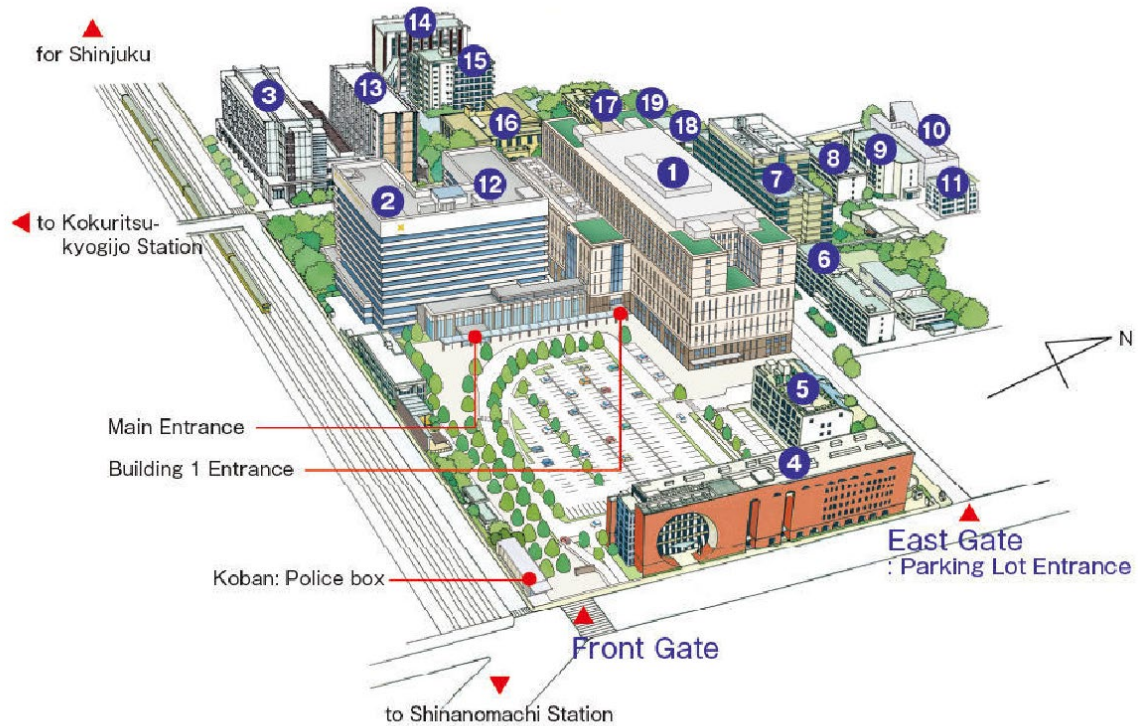 for Shinjuku
14
15
3
13
17
19
18
16
10
9
8
1
7
11
12
2
to Kokuritsu-
kyogijo Station
6
N
5
Main Entrance
4
Building 1 Entrance
East Gate
: Parking Lot Entrance
Koban: Police box
Front Gate
to Shinanomachi Station